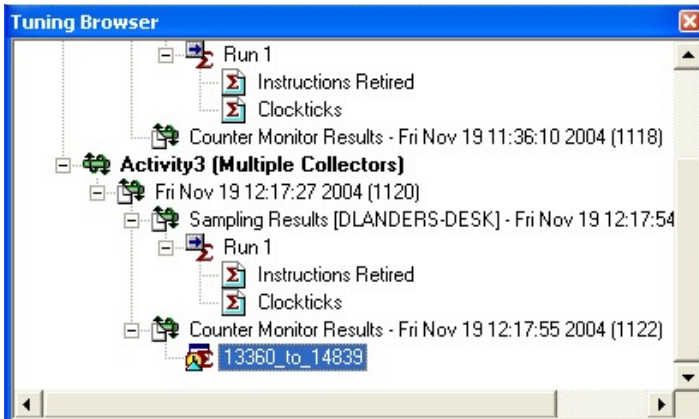 Tuning Browser
Run 1
Instructions Retired
Clockticks
Counter Monitor Results - Fri Nov 19 11:36:10 2004 (1118)
Activity3 (Multiple Collectors)
Fri Nov 19 12:17:27 2004 (1120)
Sampling Results [DLANDERS-DESK] - Fri Nov 19 12:17:54
Run 1
Instructions Retired
Clockticks
Counter Monitor Results - Fri Nov 19 12:17:55 2004 (1122)
13360_to_14839